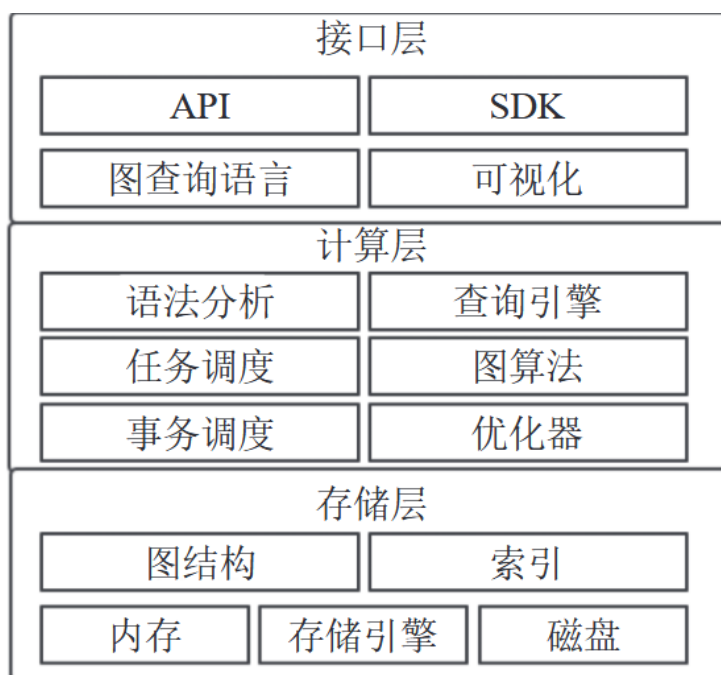 接口层
API SDK
图查询语言 可视化
计算层
语法分析 查询引擎
任务调度 图算法
事务调度 优化器
存储层
图结构 索引
内存 存储引擎 磁盘